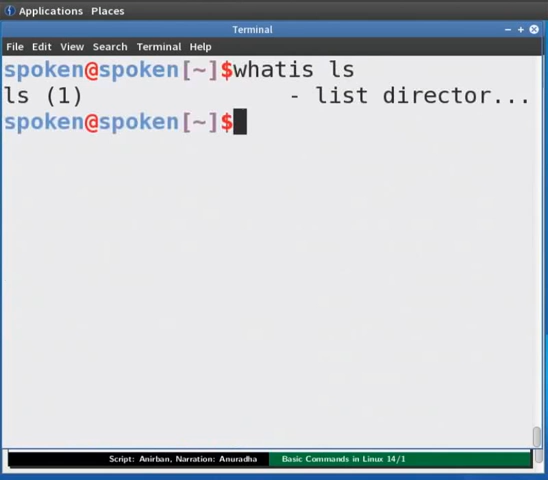 Applications Places
Terminal
File Edit View Search Terminal Help
spoken@spoken[~]$whatis ls
ls (1) - list director...
spoken@spoken[~]$
Script: Anirban, Narration: Anuradha Basic Commands in Linux 14/1